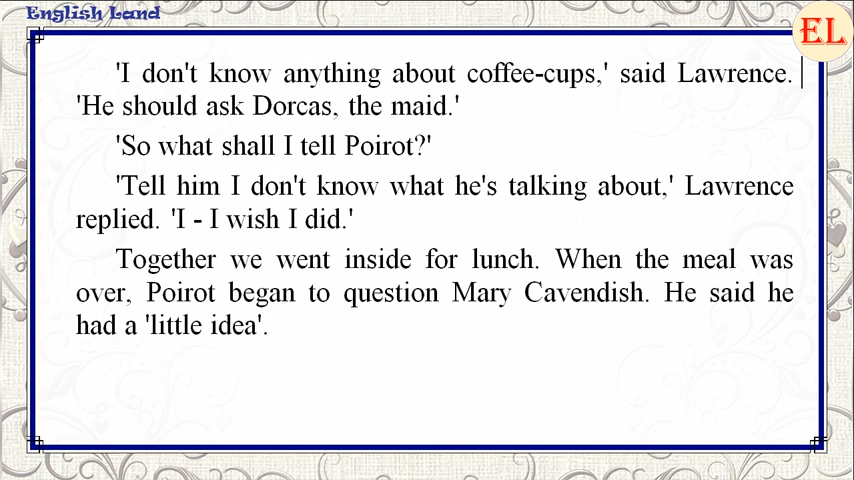 English Land
EL
'I don't know anything about coffee-cups,' said Lawrence.
'He should ask Dorcas, the maid.'
'So what shall I tell Poirot?'
'Tell him I don't know what he's talking about,' Lawrence
replied. 'I - I wish I did.'
Together we went inside for lunch. When the meal was
over, Poirot began to question Mary Cavendish. He said he
had a 'little idea'.